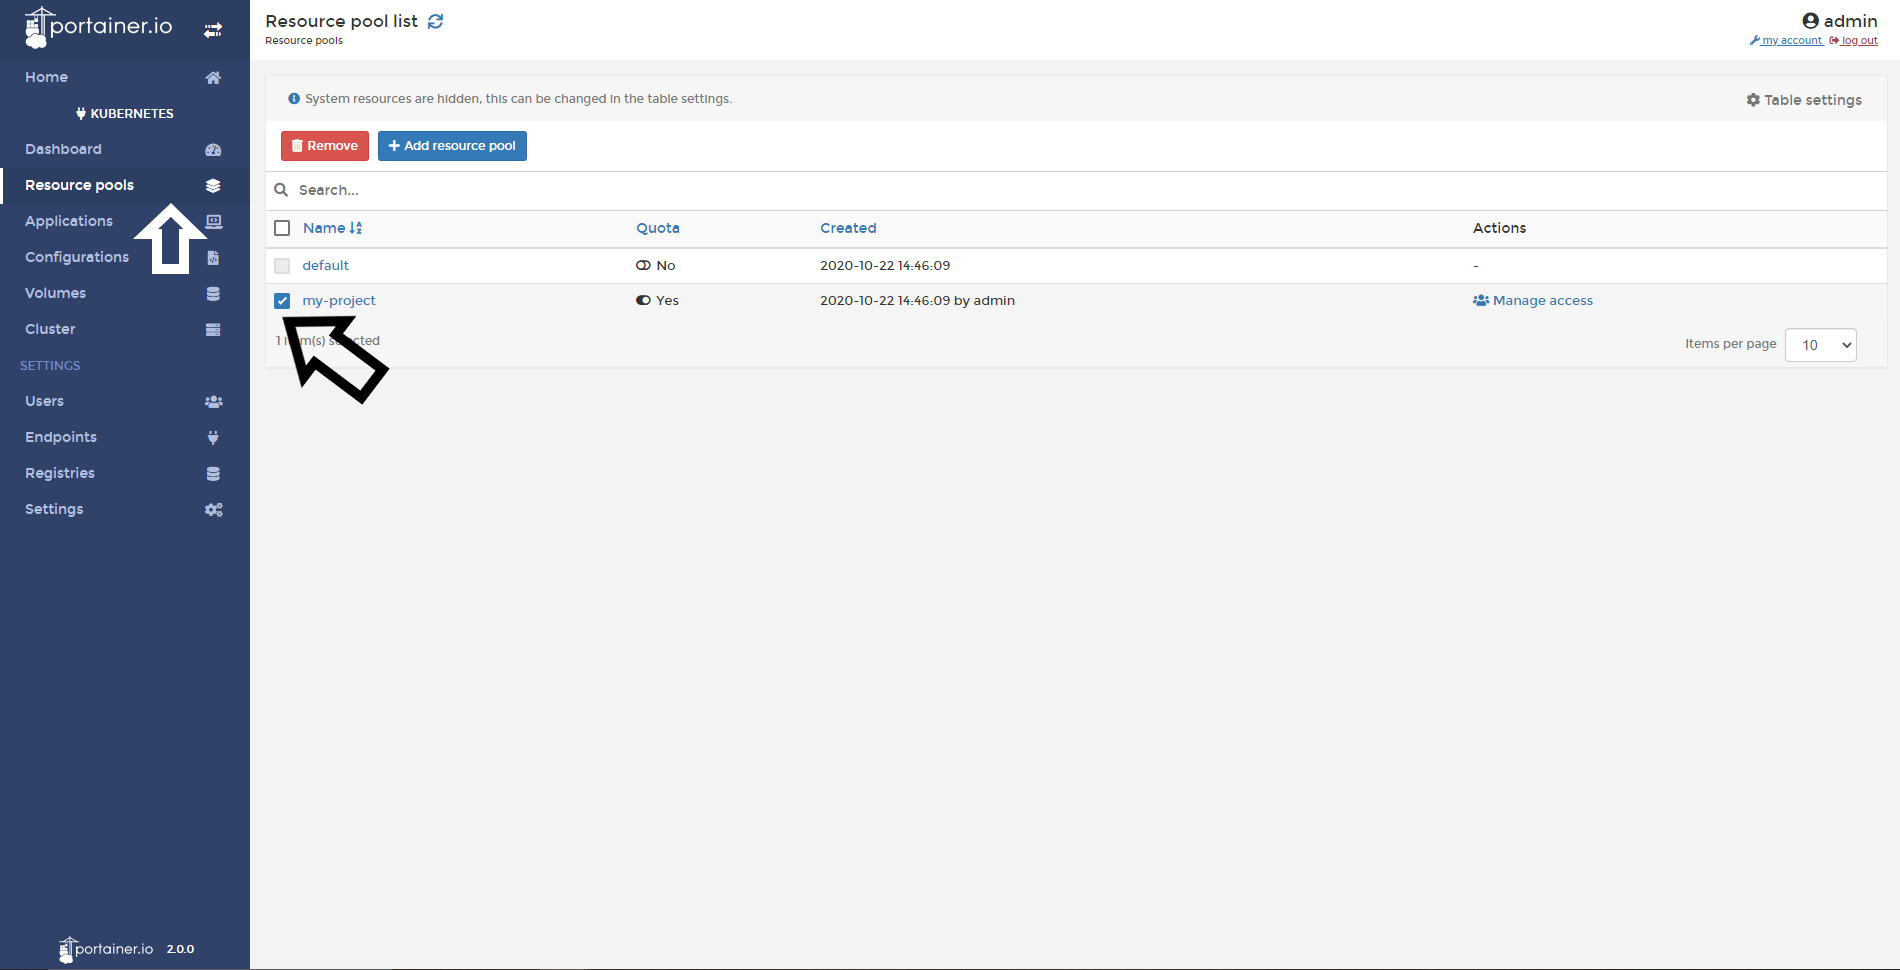 portainer.io
Home
KUBERNETES
Dashboard
Resource pools
Applications
Configurations
Volumes
Cluster
SETTINGS
Users
Endpoints
Registries
Settings
portainer.io 2.0.0
Resource pool list
Resource pools
admin
my account log out
System resources are hidden, this can be changed in the table settings.
Table settings
Remove Add resource pool
Search...
Name Quota Created Actions
default No 2020-10-22 14:46:09 -
my-project Yes 2020-10-22 14:46:09 by admin Manage access
1 item(s) selected
Items per page 10